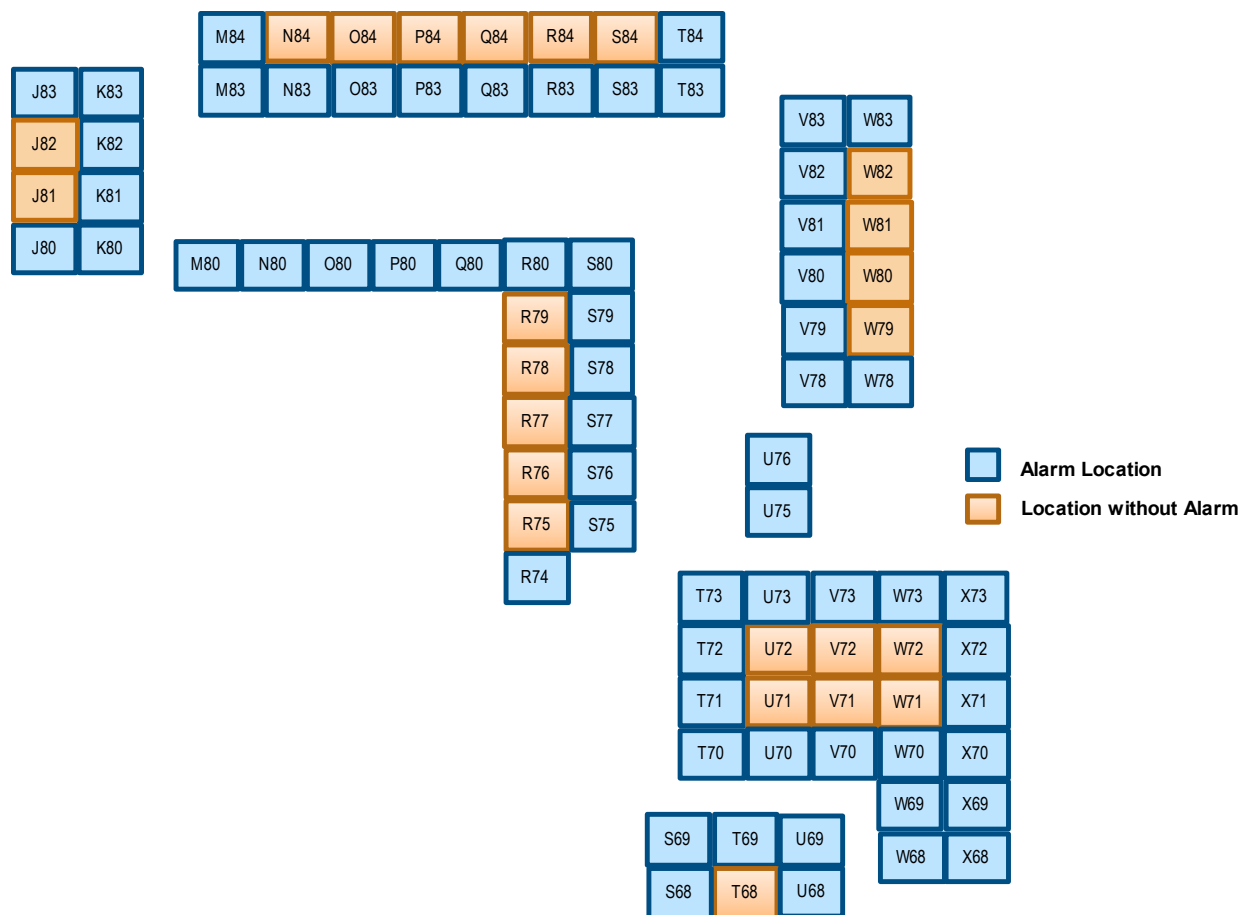 M84 N84 O84 P84 Q84 R84 S84 T84
M83 N83 O83 P83 Q83 R83 S83 T83
J83 K83
J82 K82
J81 K81
J80 K80
V83 W83
V82 W82
V81 W81
V80 W80
V79 W79
V78 W78
M80 N80 O80 P80 Q80 R80 S80
R79 S79
R78 S78
R77 S77
R76 S76
R75 S75
R74
U76
U75
Alarm Location
Location without Alarm
T73 U73 V73 W73 X73
T72 U72 V72 W72 X72
T71 U71 V71 W71 X71
T70 U70 V70 W70 X70
W69 X69
W68 X68
S69 T69 U69
S68 T68 U68